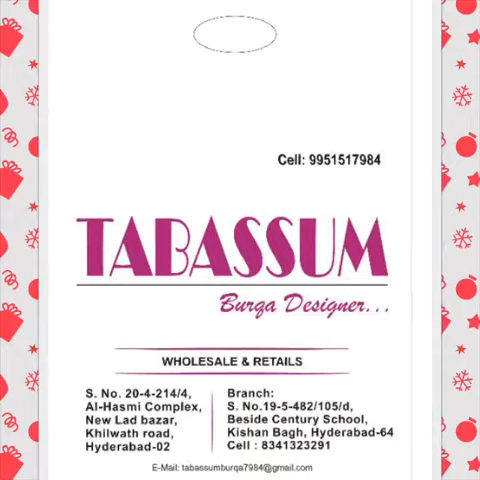 Cell: 9951517984
TABASSUM
Burqa Designer...
WHOLESALE & RETAILS
S. No. 20-4-214/4,
Al-Hasmi Complex,
New Lad bazar,
Khilwath road,
Hyderabad-02
Branch:
S. No.19-5-482/105/d,
Beside Century School,
Kishan Bagh, Hyderabad-64
Cell : 8341323291
E-Mail: tabassumburqa7984@gmail.com